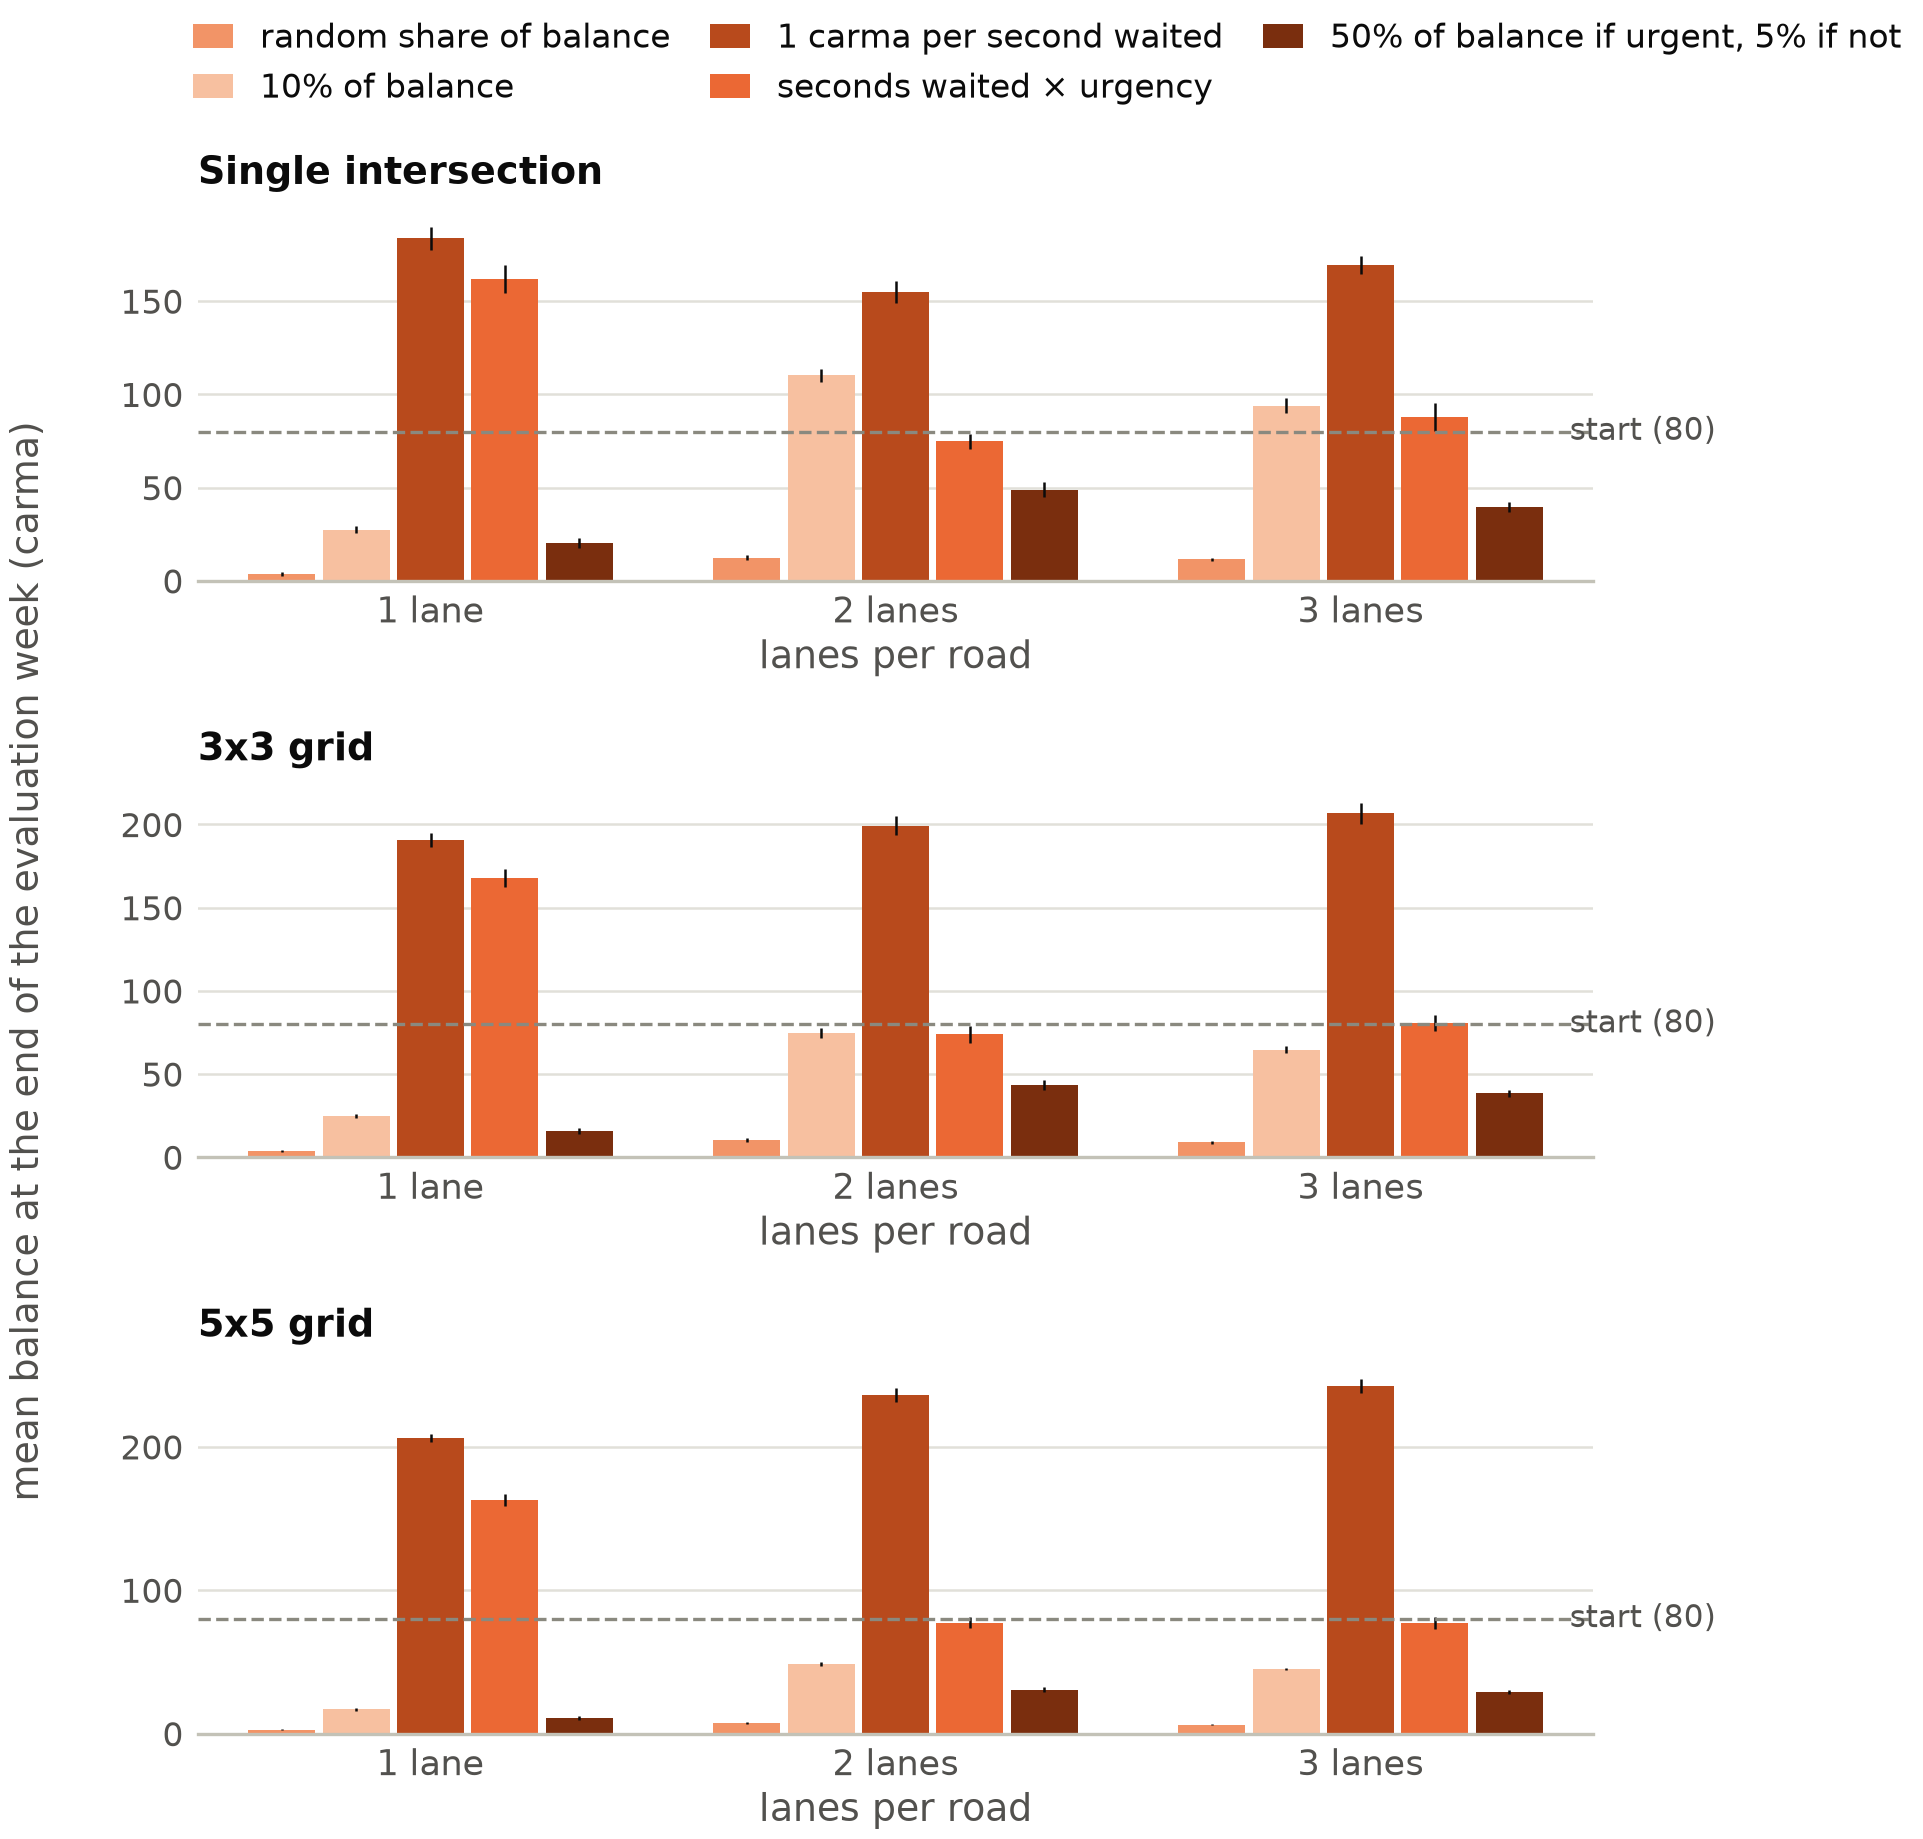 random share of balance
10% of balance
1 carma per second waited
seconds waited × urgency
50% of balance if urgent, 5% if not
mean balance at the end of the evaluation week (carma)
Single intersection
150
100
50
0
start (80)
1 lane
2 lanes
3 lanes
lanes per road
3x3 grid
200
150
100
50
0
start (80)
1 lane
2 lanes
3 lanes
lanes per road
5x5 grid
200
100
0
start (80)
1 lane
2 lanes
3 lanes
lanes per road